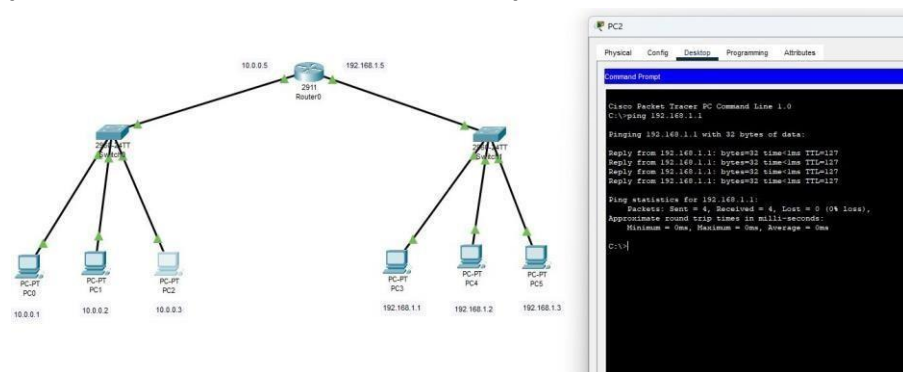 10.0.0.5
192.168.1.5
2911
Router0
PC-PT
PC0
10.0.0.1
PC-PT
PC1
10.0.0.2
PC-PT
PC2
10.0.0.3
PC-PT
PC3
192.168.1.1
PC-PT
PC4
192.168.1.2
PC-PT
PC5
192.168.1.3
PC2
Physical Config Desktop Programming Attributes
Command Prompt
Cisco Packet Tracer PC Command Line 1.0
C:\>ping 192.168.1.1
Pinging 192.168.1.1 with 32 bytes of data:
Reply from 192.168.1.1: bytes=32 time<1ms TTL=127
Reply from 192.168.1.1: bytes=32 time<1ms TTL=127
Reply from 192.168.1.1: bytes=32 time<1ms TTL=127
Reply from 192.168.1.1: bytes=32 time<1ms TTL=127
Ping statistics for 192.168.1.1:
Packets: Sent = 4, Received = 4, Lost = 0 (0% loss),
Approximate round trip times in milli-seconds:
Minimum = 0ms, Maximum = 0ms, Average = 0ms
C:\>